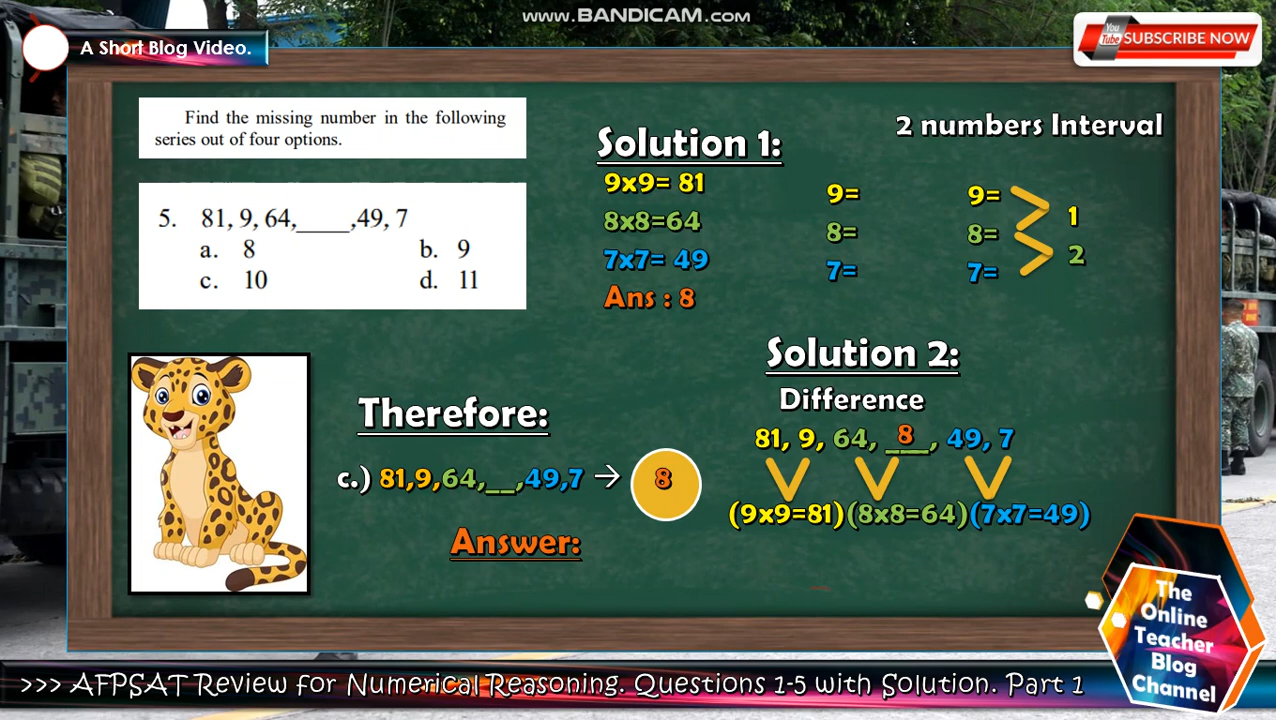 www.BANDICAM.com
A Short Blog Video.
You
Tube
SUBSCRIBE NOW
Find the missing number in the following
series out of four options.
5. 81, 9, 64,____,49, 7
a. 8 b. 9
c. 10 d. 11
Solution 1:
9x9= 81
8x8=64
7x7= 49
Ans : 8
9=
8=
7=
2 numbers Interval
9=
8=
7=
1
2
Therefore:
c.) 81,9,64,__,49,7 → 8
Answer:
Solution 2:
Difference
81, 9, 64, 8, 49, 7
(9x9=81)(8x8=64)(7x7=49)
The
Online
Teacher
Blog
Channel
>>> AFPSAT Review for Numerical Reasoning. Questions 1-5 with Solution. Part 1